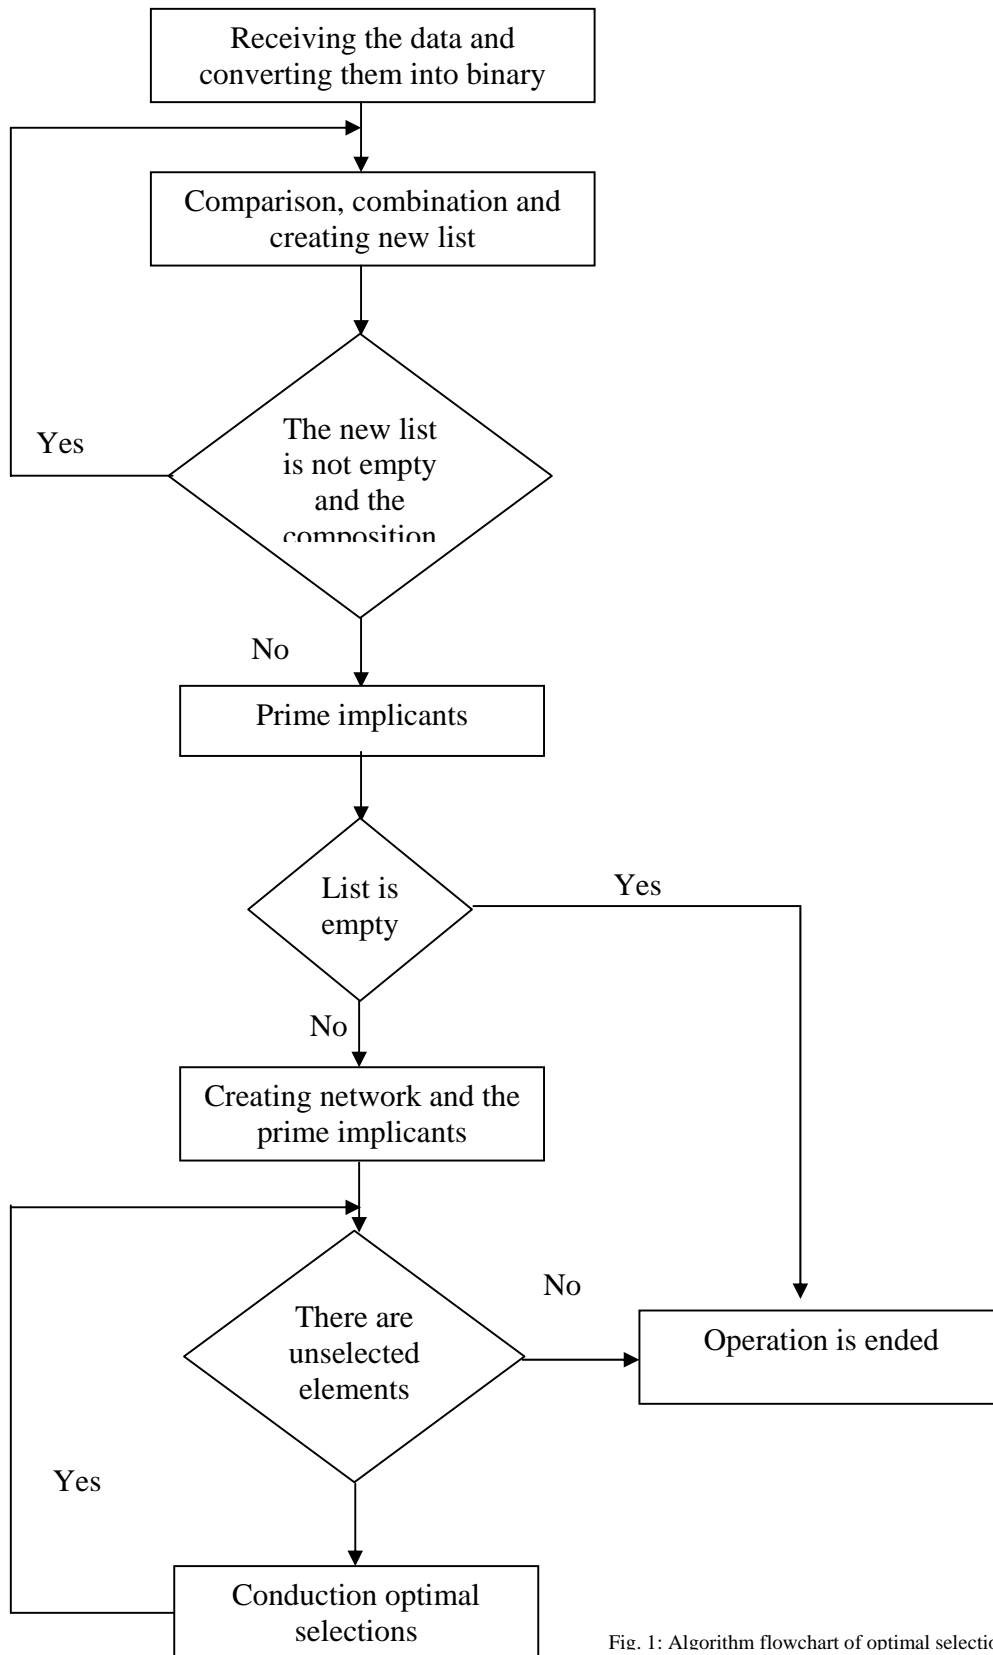 Receiving the data and
converting them into binary
Comparison, combination and
creating new list
Yes
The new list
is not empty
and the
composition
No
Prime implicants
List is
empty
Yes
No
Creating network and the
prime implicants
There are
unselected
elements
No
Operation is ended
Yes
Conduction optimal
selections
Fig. 1: Algorithm flowchart of optimal selectio